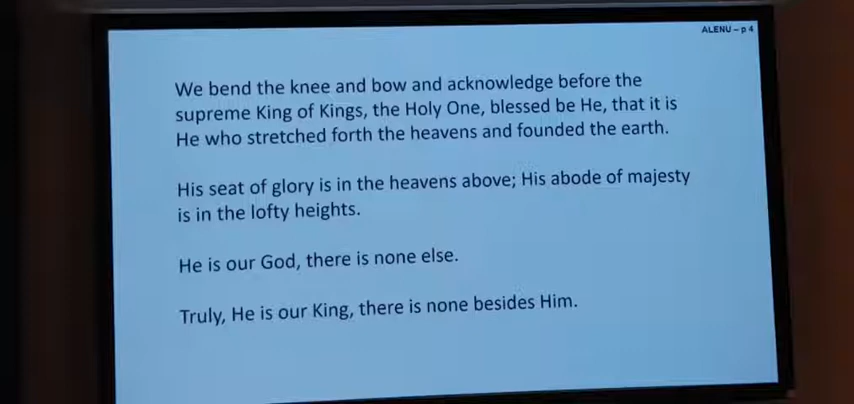 ALENU – p 4
We bend the knee and bow and acknowledge before the
supreme King of Kings, the Holy One, blessed be He, that it is
He who stretched forth the heavens and founded the earth.
His seat of glory is in the heavens above; His abode of majesty
is in the lofty heights.
He is our God, there is none else.
Truly, He is our King, there is none besides Him.